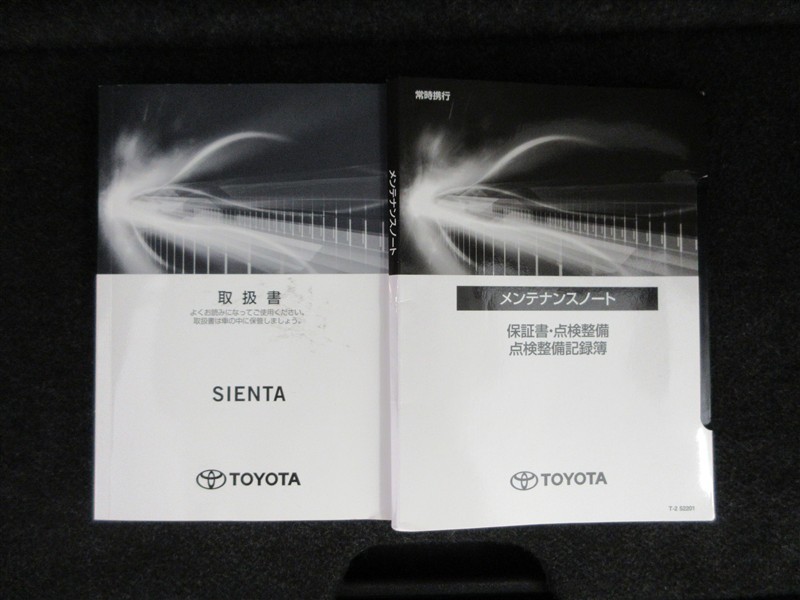 取扱書
よくお読みになってご使用ください。
取扱書は車の中に保管しましょう。
SIENTA
TOYOTA
メンテナンスノート
常時携行
メンテナンスノート
保証書・点検整備
点検整備記録簿
TOYOTA
T-2 02201